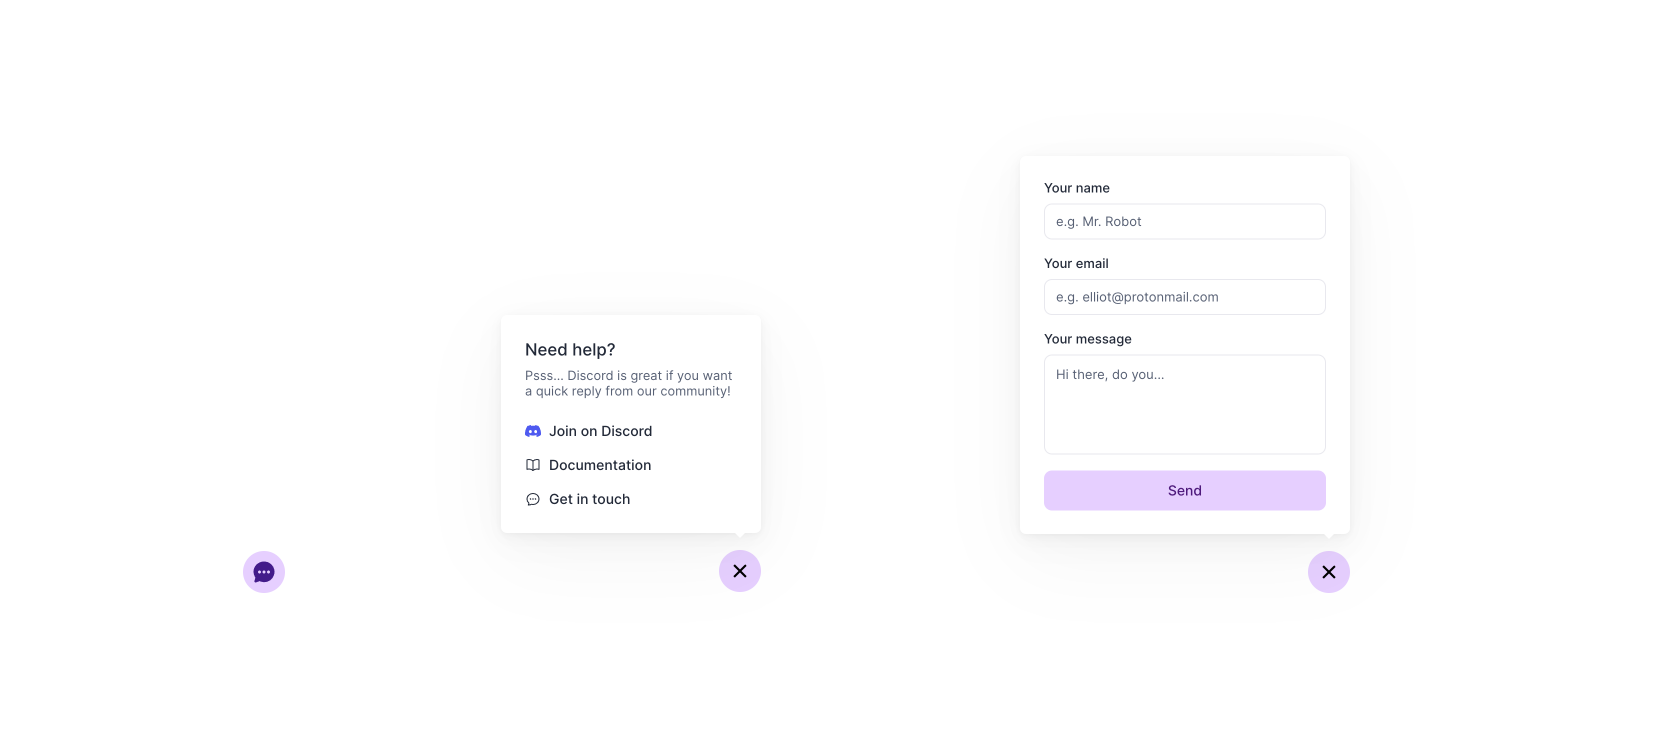 Need help?
Psss... Discord is great if you want
a quick reply from our community!
Join on Discord
Documentation
Get in touch
Your name
e.g. Mr. Robot
Your email
e.g. elliot@protonmail.com
Your message
Hi there, do you...
Send